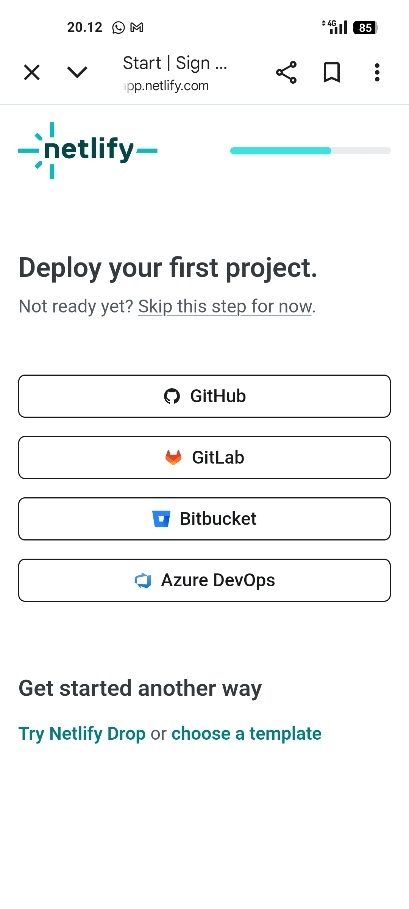 20.12
4G
85
Start | Sign ...
pp.netlify.com
netlify
Deploy your first project.
Not ready yet? Skip this step for now.
GitHub
GitLab
Bitbucket
Azure DevOps
Get started another way
Try Netlify Drop or choose a template